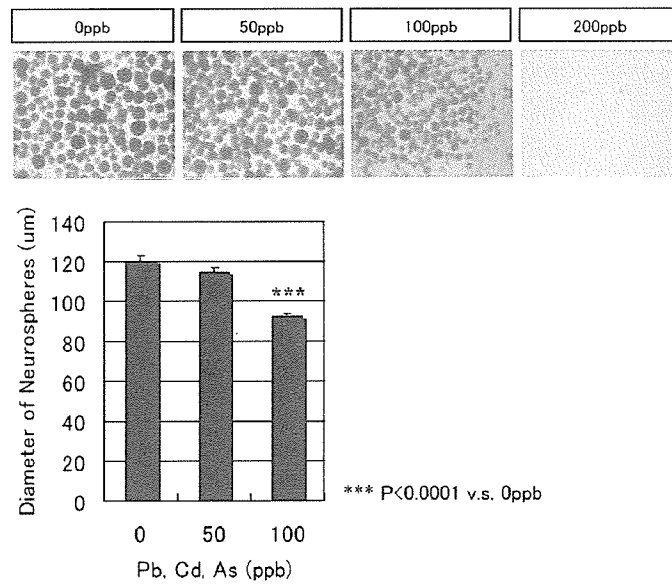 0ppb 50ppb 100ppb 200ppb
Diameter of Neurospheres (um)
140
120
100
80
60
40
20
0
***
0 50 100
Pb, Cd, As (ppb)
*** P<0.0001 v.s. 0ppb